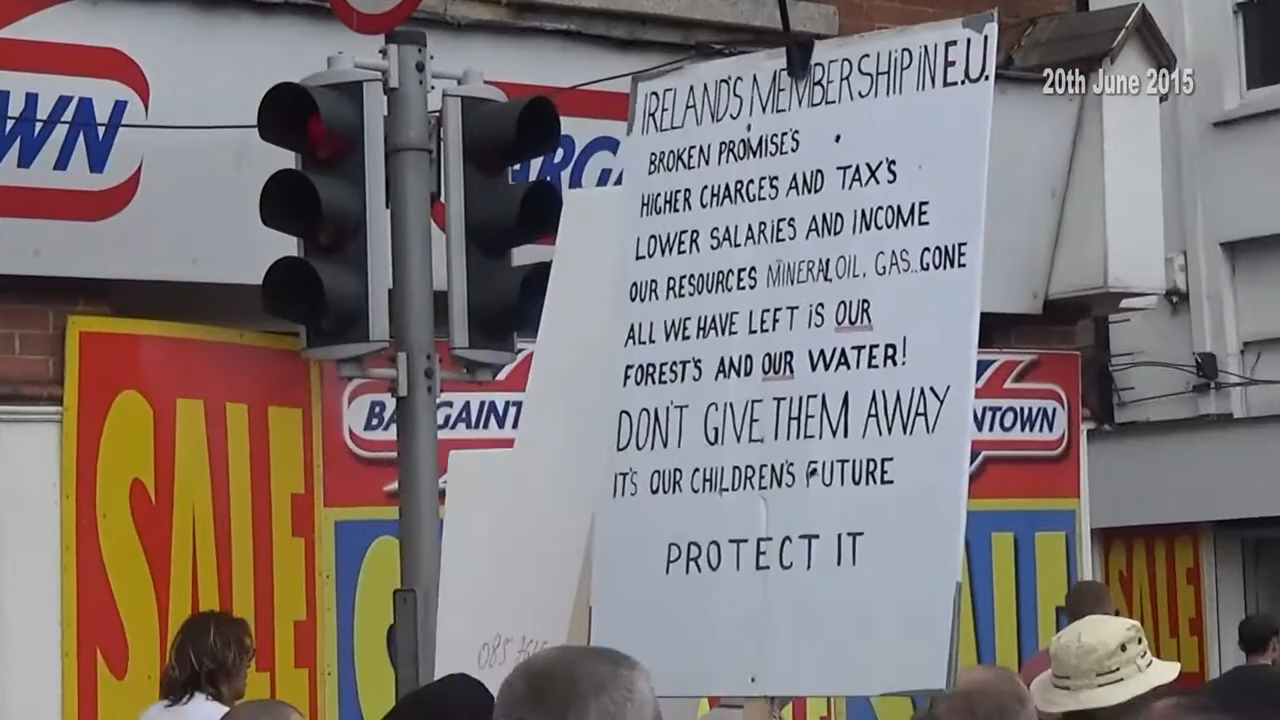 20th June 2015
WN
IRELAND'S MEMBERSHIP IN E.U.
BROKEN PROMISE'S
HIGHER CHARGE'S AND TAX'S
LOWER SALARIES AND INCOME
OUR RESOURCES MINERAL, OIL, GAS..GONE
ALL WE HAVE LEFT IS OUR
FOREST'S AND OUR WATER!
DON'T GIVE THEM AWAY
IT'S OUR CHILDREN'S FUTURE
PROTECT IT
SALE
BARGAINT
NTOWN
SALE